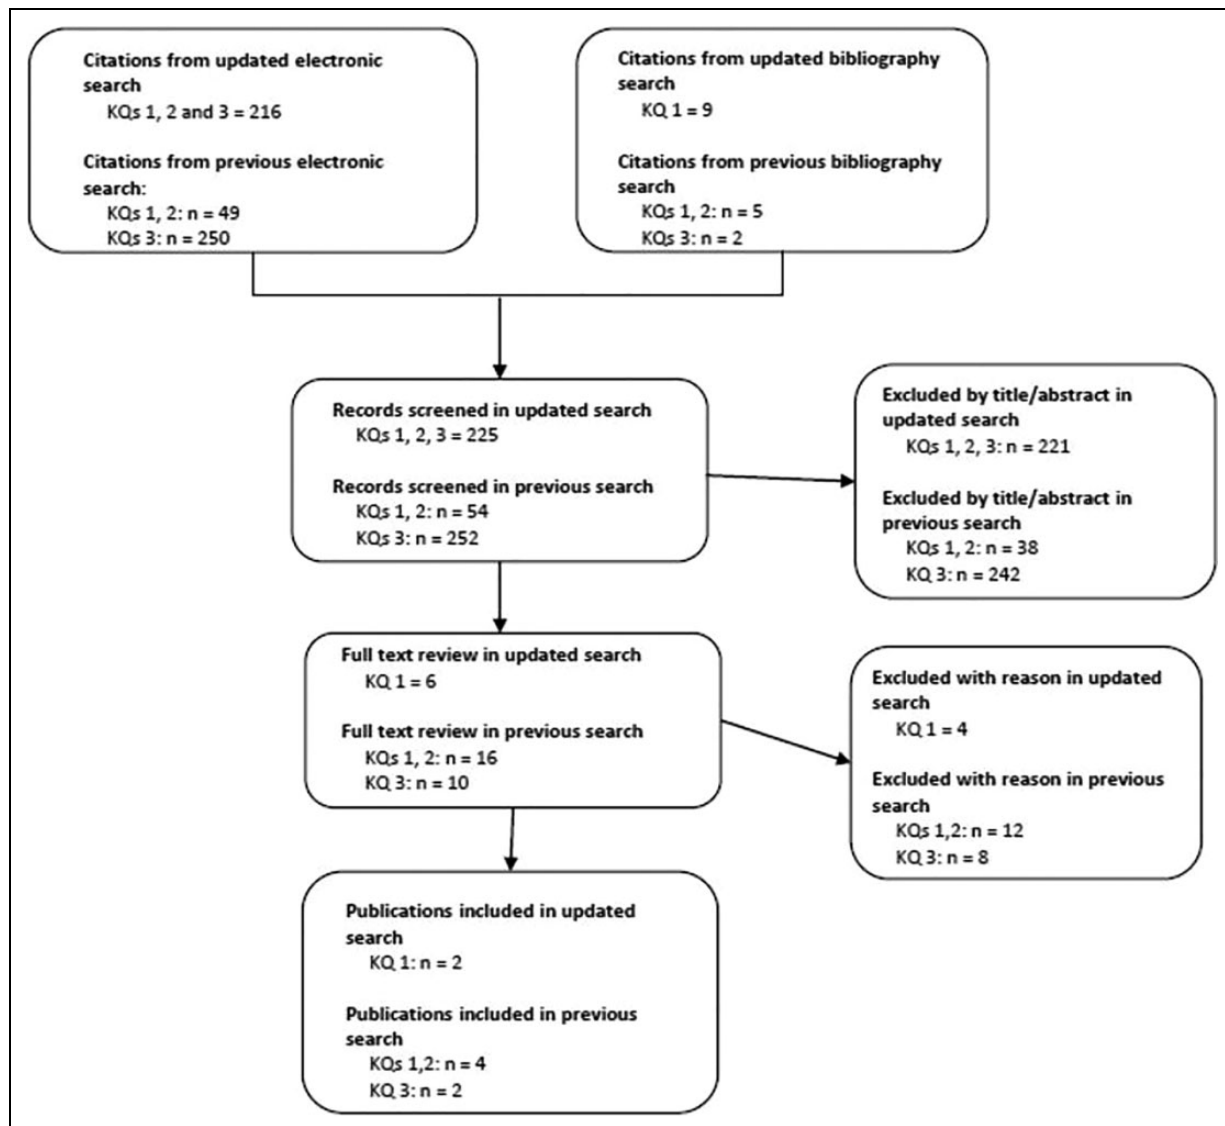 Citations from updated electronic
search
KQs 1, 2 and 3 = 216
Citations from previous electronic
search:
KQs 1, 2: n = 49
KQs 3: n = 250
Citations from updated bibliography
search
KQ 1 = 9
Citations from previous bibliography
search
KQs 1, 2: n = 5
KQs 3: n = 2
Records screened in updated search
KQs 1, 2, 3 = 225
Records screened in previous search
KQs 1, 2: n = 54
KQs 3: n = 252
Excluded by title/abstract in
updated search
KQs 1, 2, 3: n = 221
Excluded by title/abstract in
previous search
KQs 1, 2: n = 38
KQ 3: n = 242
Full text review in updated search
KQ 1 = 6
Full text review in previous search
KQs 1, 2: n = 16
KQ 3: n = 10
Excluded with reason in updated
search
KQ 1 = 4
Excluded with reason in previous
search
KQs 1,2: n = 12
KQ 3: n = 8
Publications included in updated
search
KQ 1: n = 2
Publications included in previous
search
KQs 1,2: n = 4
KQ 3: n = 2